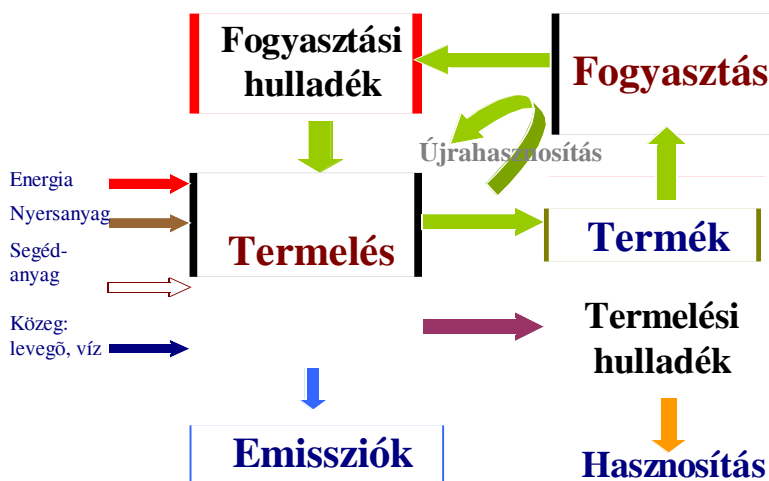 Fogyasztási
hulladék
Fogyasztás
Újrahasznosítás
Energia
Nyersanyag
Segéd-
anyag
Közeg:
levegõ, víz
Termelés
Termék
Termelési
hulladék
Emissziók
Hasznosítás